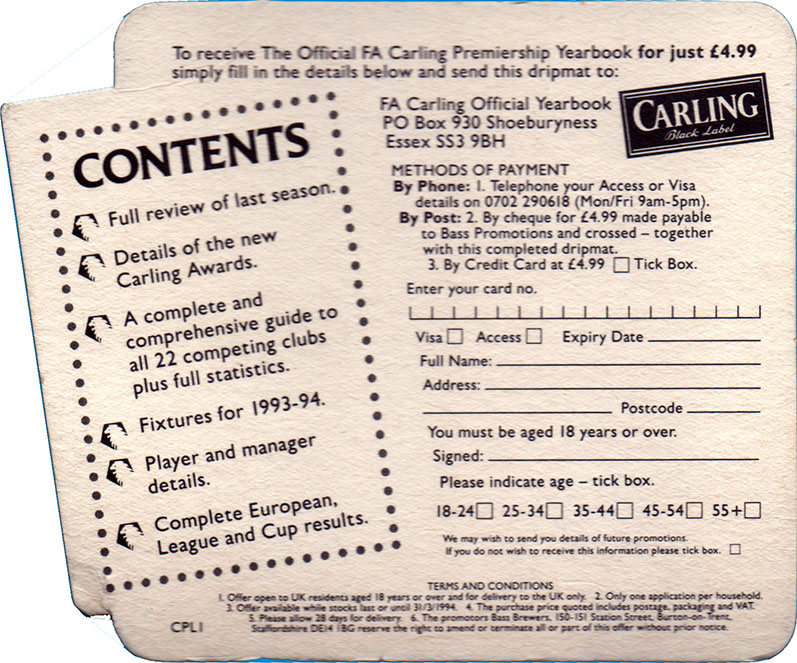 To receive The Official FA Carling Premiership Yearbook for just £4.99
simply fill in the details below and send this dripmat to:
CONTENTS
Full review of last season.
Details of the new
Carling Awards.
A complete and
comprehensive guide to
all 22 competing clubs
plus full statistics.
Fixtures for 1993-94.
Player and manager
details.
Complete European,
League and Cup results.
FA Carling Official Yearbook
PO Box 930 Shoeburyness
Essex SS3 9BH
CARLING
Black Label
METHODS OF PAYMENT
By Phone: 1. Telephone your Access or Visa
details on 0702 290618 (Mon/Fri 9am-5pm).
By Post: 2. By cheque for £4.99 made payable
to Bass Promotions and crossed – together
with this completed dripmat.
3. By Credit Card at £4.99 Tick Box.
Enter your card no.
Visa Access Expiry Date
Full Name:
Address:
Postcode
You must be aged 18 years or over.
Signed:
Please indicate age – tick box.
18-24 25-34 35-44 45-54 55+
We may wish to send you details of future promotions.
If you do not wish to receive this information please tick box.
TERMS AND CONDITIONS
1. Offer open to UK residents aged 18 years or over and for delivery to the UK only. 2. Only one application per household.
3. Offer available while stocks last or until 31/3/1994. 4. The purchase price quoted includes postage, packaging and VAT.
5. Please allow 28 days for delivery. 6. The promotors Bass Brewers, 150-151 Station Street, Burton-on-Trent,
Staffordshire DE14 1BG reserve the right to amend or terminate all or part of this offer without prior notice.
CPL1